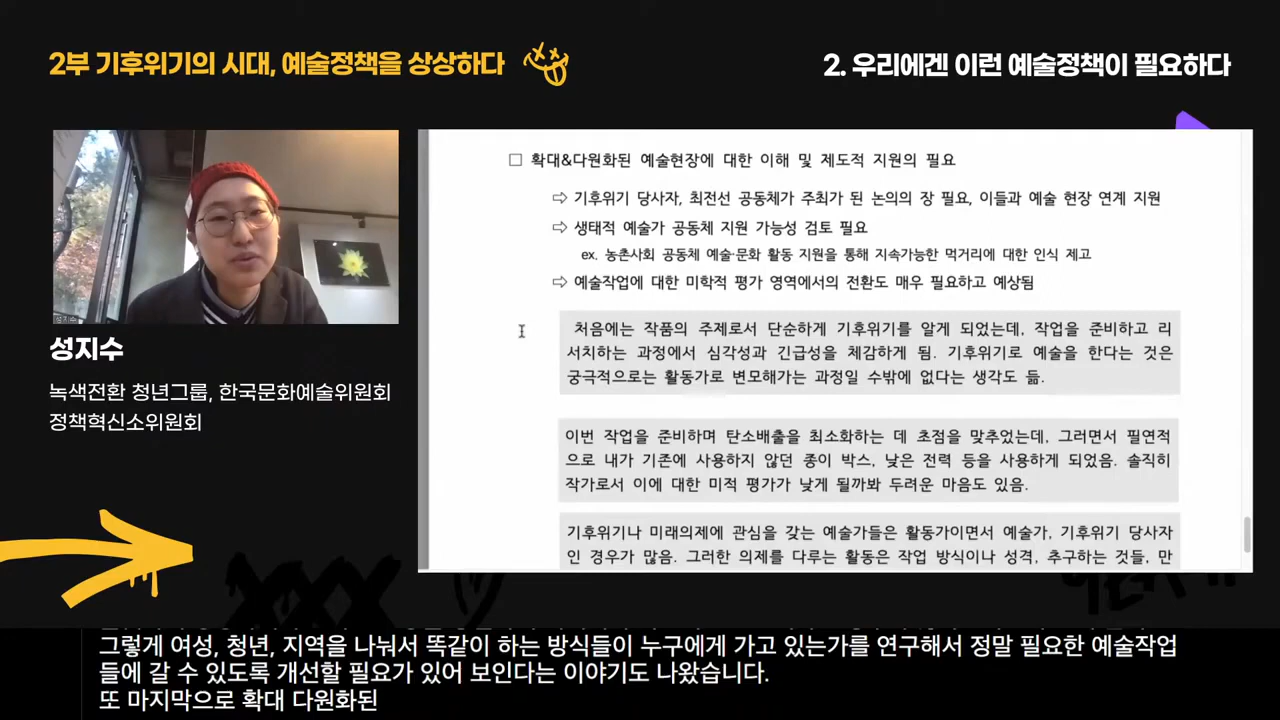 2부 기후위기의 시대, 예술정책을 상상하다
2. 우리에겐 이런 예술정책이 필요하다
성지수
성지수
녹색전환 청년그룹, 한국문화예술위원회
정책혁신소위원회
□ 확대&다원화된 예술현장에 대한 이해 및 제도적 지원의 필요
⇨ 기후위기 당사자, 최전선 공동체가 주최가 된 논의의 장 필요, 이들과 예술 현장 연계 지원
⇨ 생태적 예술가 공동체 지원 가능성 검토 필요
ex. 농촌사회 공동체 예술·문화 활동 지원을 통해 지속가능한 먹거리에 대한 인식 제고
⇨ 예술작업에 대한 미학적 평가 영역에서의 전환도 매우 필요하고 예상됨
처음에는 작품의 주제로서 단순하게 기후위기를 알게 되었는데, 작업을 준비하고 리
서치하는 과정에서 심각성과 긴급성을 체감하게 됨. 기후위기로 예술을 한다는 것은
궁극적으로는 활동가로 변모해가는 과정일 수밖에 없다는 생각도 듦.
이번 작업을 준비하며 탄소배출을 최소화하는 데 초점을 맞추었는데, 그러면서 필연적
으로 내가 기존에 사용하지 않던 종이 박스, 낮은 전력 등을 사용하게 되었음. 솔직히
작가로서 이에 대한 미적 평가가 낮게 될까봐 두려운 마음도 있음.
기후위기나 미래의제에 관심을 갖는 예술가들은 활동가이면서 예술가, 기후위기 당사자
인 경우가 많음. 그러한 의제를 다루는 활동은 작업 방식이나 성격, 추구하는 것들, 만
그렇게 여성, 청년, 지역을 나눠서 똑같이 하는 방식들이 누구에게 가고 있는가를 연구해서 정말 필요한 예술작업
들에 갈 수 있도록 개선할 필요가 있어 보인다는 이야기도 나왔습니다.
또 마지막으로 확대 다원화된